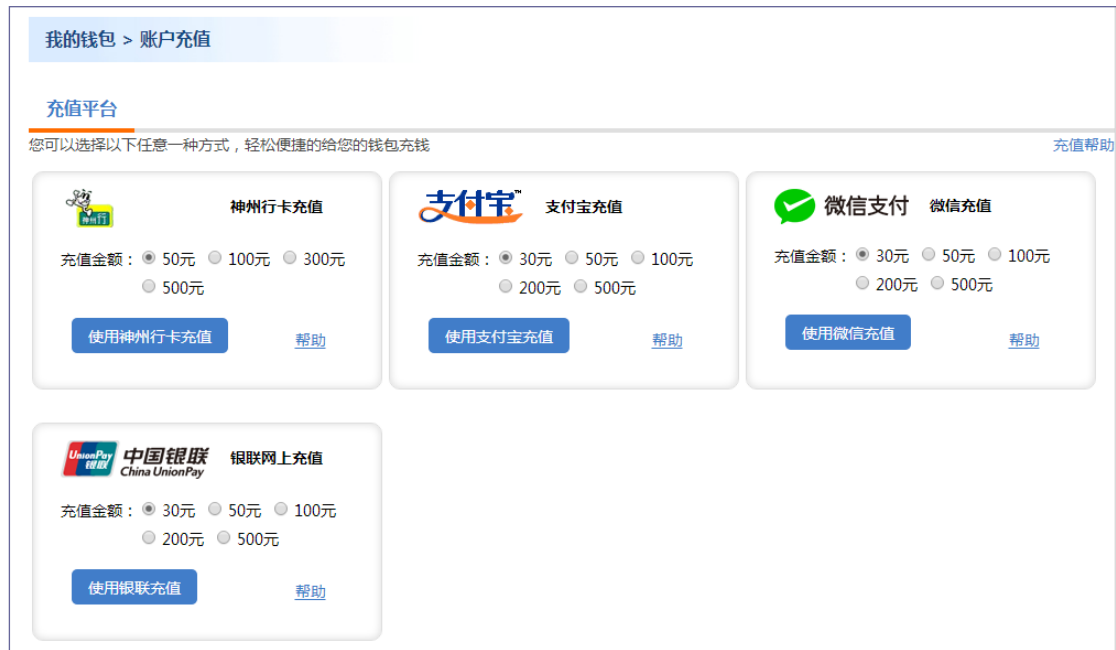 我的钱包 > 账户充值
充值平台
您可以选择以下任意一种方式，轻松便捷的给您的钱包充钱
充值帮助
神州行
神州行卡充值
充值金额： 50元 100元 300元
500元
使用神州行卡充值 帮助
支付宝™ 支付宝充值
充值金额： 30元 50元 100元
200元 500元
使用支付宝充值 帮助
微信支付 微信充值
充值金额： 30元 50元 100元
200元 500元
使用微信充值 帮助
UnionPay
银联
中国银联
China UnionPay
银联网上充值
充值金额： 30元 50元 100元
200元 500元
使用银联充值 帮助